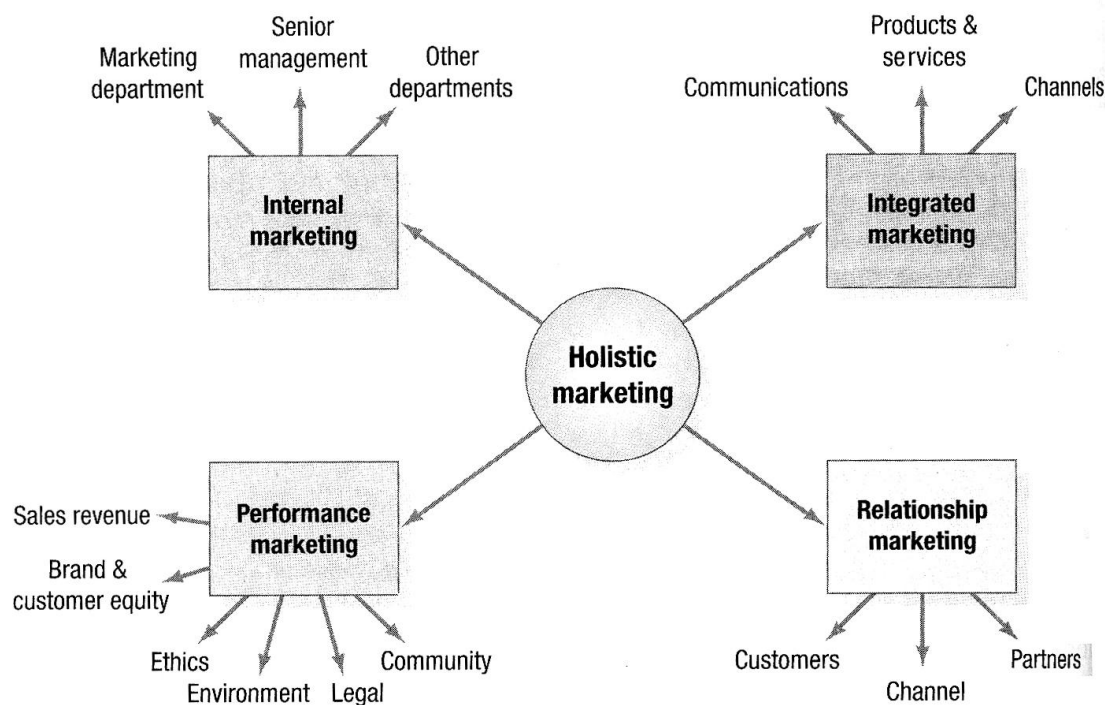 Senior
management
Marketing
department
Other
departments
Products &
services
Communications
Channels
Internal
marketing
Integrated
marketing
Holistic
marketing
Sales revenue
Performance
marketing
Brand &
customer equity
Ethics
Environment
Legal
Community
Relationship
marketing
Customers
Channel
Partners